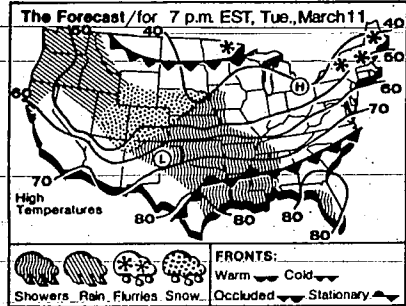 The Forecast/for 7 p.m. EST, Tue., March 11
50 40 40
50
60 60
H
70
L
70
High
Temperatures
80 80 80
80
FRONTS:
Warm Cold
Showers Rain Flurries Snow Occluded Stationary